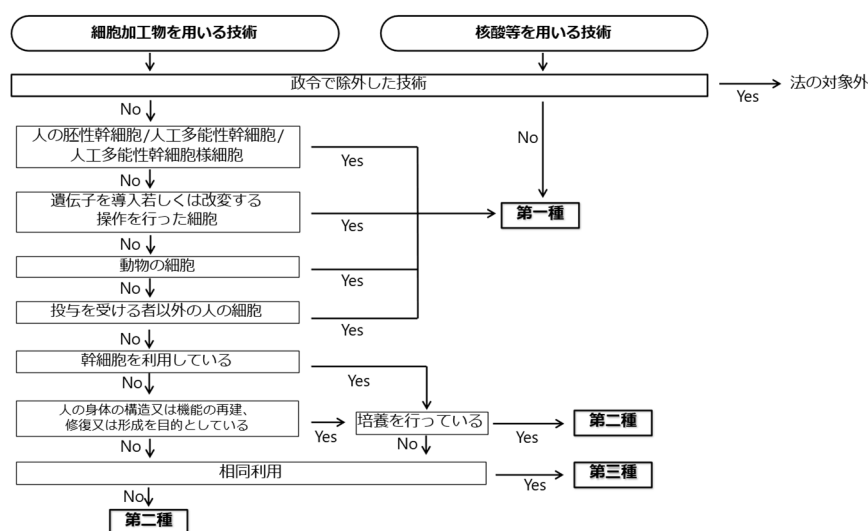 細胞加工物を用いる技術
核酸等を用いる技術
政令で除外した技術
Yes
法の対象外
No
No
人の胚性幹細胞/人工多能性幹細胞/
人工多能性幹細胞様細胞
Yes
No
遺伝子を導入若しくは改変する
操作を行った細胞
Yes
第一種
No
動物の細胞
Yes
No
投与を受ける者以外の人の細胞
Yes
No
幹細胞を利用している
Yes
No
人の身体の構造又は機能の再建、
修復又は形成を目的としている
Yes
培養を行っている
Yes
第二種
No
No
相同利用
Yes
第三種
No
第二種